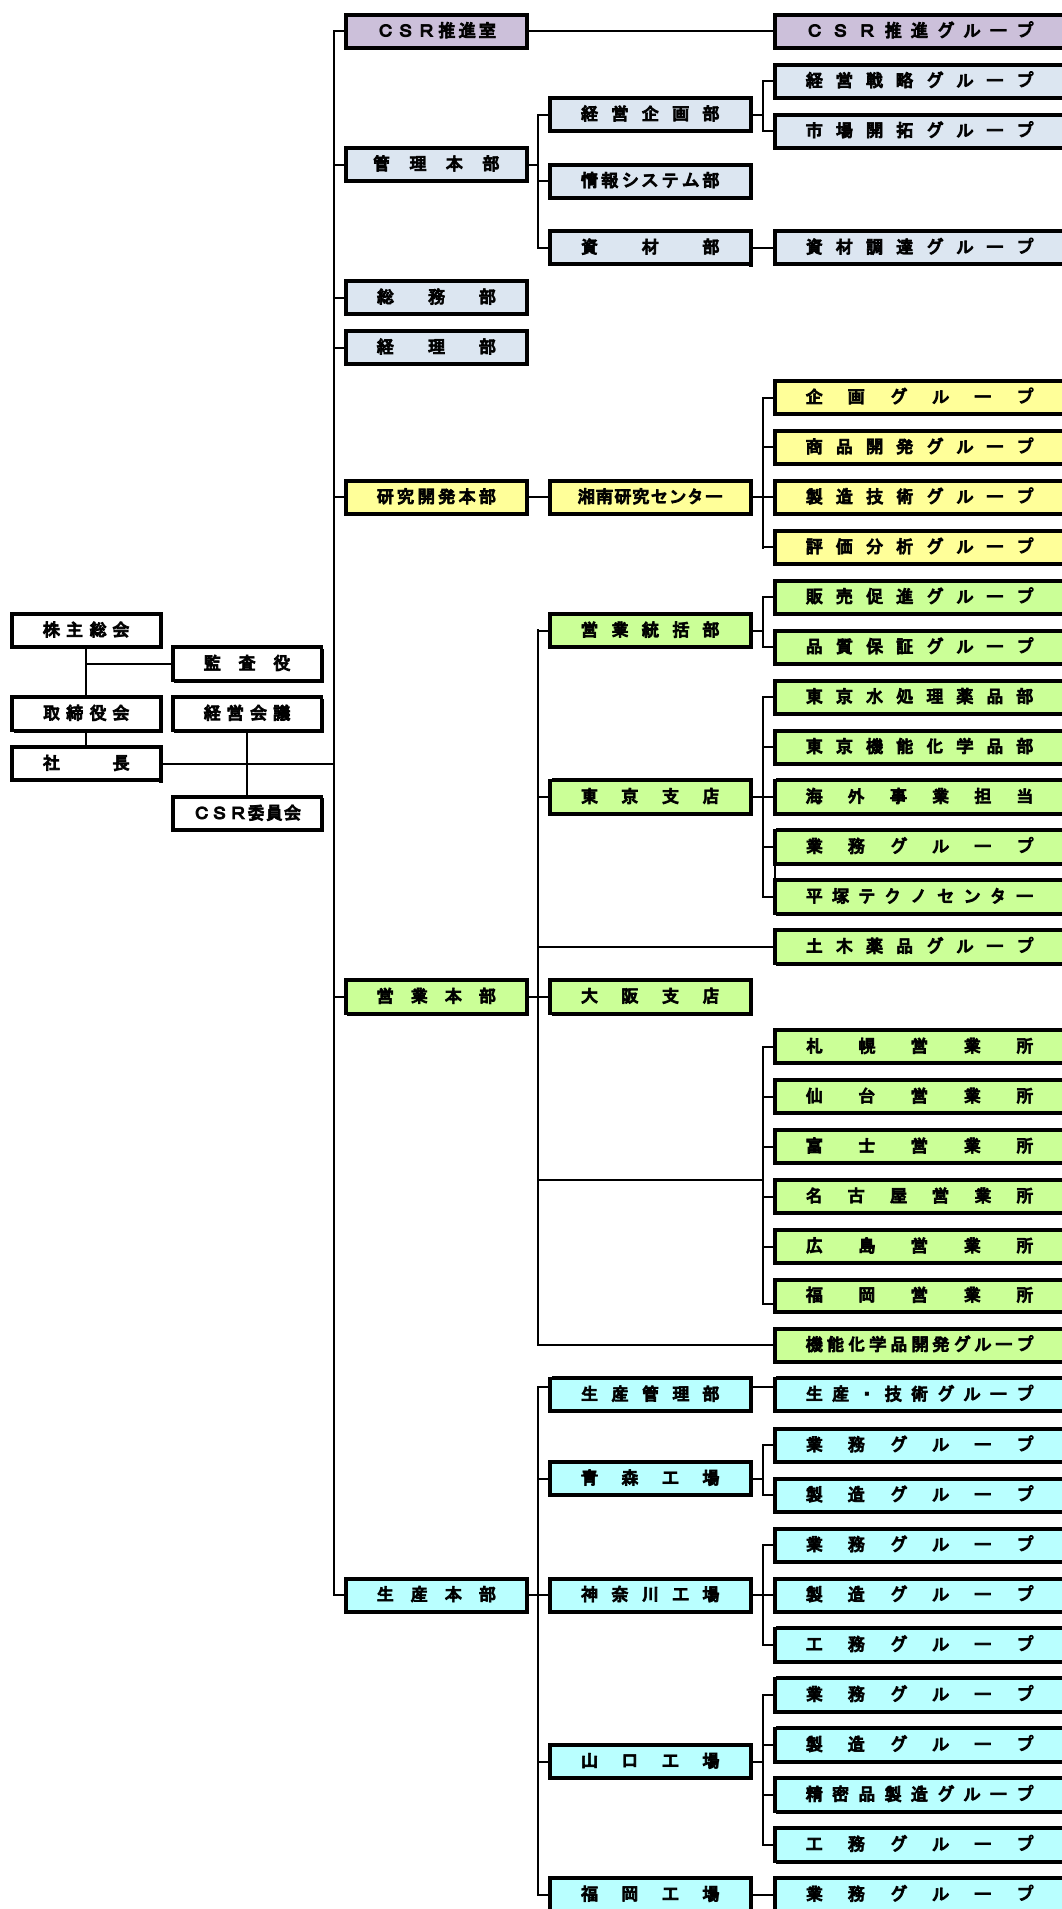 ＣＳＲ推進室
ＣＳＲ推進グループ
経営戦略グループ
経営企画部
市場開拓グループ
管理本部
情報システム部
資材部
資材調達グループ
総務部
経理部
企画グループ
商品開発グループ
研究開発本部
湘南研究センター
製造技術グループ
評価分析グループ
販売促進グループ
株主総会
営業統括部
監査役
品質保証グループ
取締役会
経営会議
東京水処理薬品部
社長
東京機能化学品部
東京支店
海外事業担当
ＣＳＲ委員会
業務グループ
平塚テクノセンター
土木薬品グループ
営業本部
大阪支店
札幌営業所
仙台営業所
富士営業所
名古屋営業所
広島営業所
福岡営業所
機能化学品開発グループ
生産管理部
生産・技術グループ
業務グループ
青森工場
製造グループ
業務グループ
生産本部
神奈川工場
製造グループ
工務グループ
業務グループ
製造グループ
山口工場
精密品製造グループ
工務グループ
福岡工場
業務グループ